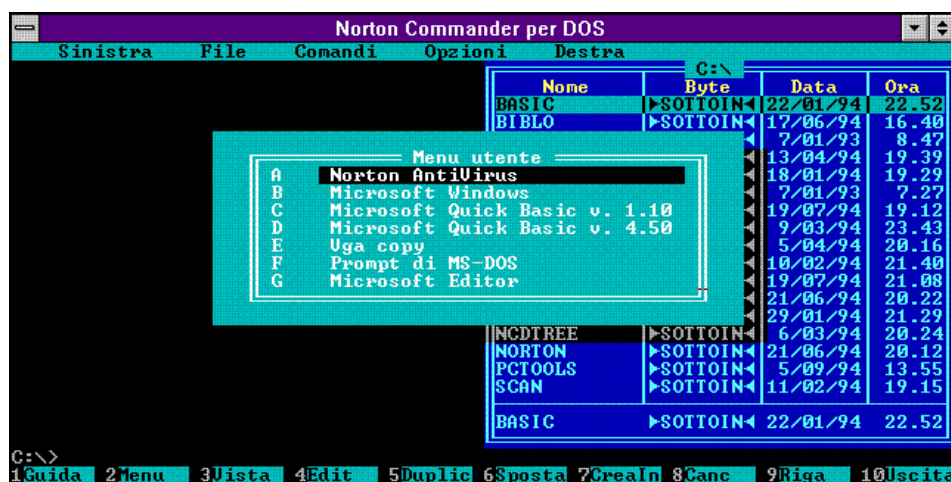 Norton Commander per DOS
Sinistra File Comandi Opzioni Destra
C:\
Nome Byte Data Ora
BASIC ►SOTTOIN◄ 22/01/94 22.52
BIBLO ►SOTTOIN◄ 17/06/94 16.40
◄ 7/01/93 8.47
Menu utente ◄ 13/04/94 19.39
A Norton AntiVirus ◄ 18/01/94 19.29
B Microsoft Windows ◄ 7/01/93 7.27
C Microsoft Quick Basic v. 1.10 ◄ 19/07/94 19.12
D Microsoft Quick Basic v. 4.50 ◄ 9/03/94 23.43
E Vga copy ◄ 5/04/94 20.16
F Prompt di MS-DOS ◄ 10/02/94 21.40
G Microsoft Editor ◄ 19/07/94 21.08
◄ 21/06/94 20.22
◄ 29/01/94 21.29
NCDTREE ►SOTTOIN◄ 6/03/94 20.24
NORTON ►SOTTOIN◄ 21/06/94 20.12
PCTOOLS ►SOTTOIN◄ 5/09/94 13.55
SCAN ►SOTTOIN◄ 11/02/94 19.15
BASIC ►SOTTOIN◄ 22/01/94 22.52
C:\>
1Guida 2Menu 3Vista 4Edit 5Duplic 6Sposta 7CreaIn 8Canc 9Riga 10Uscita